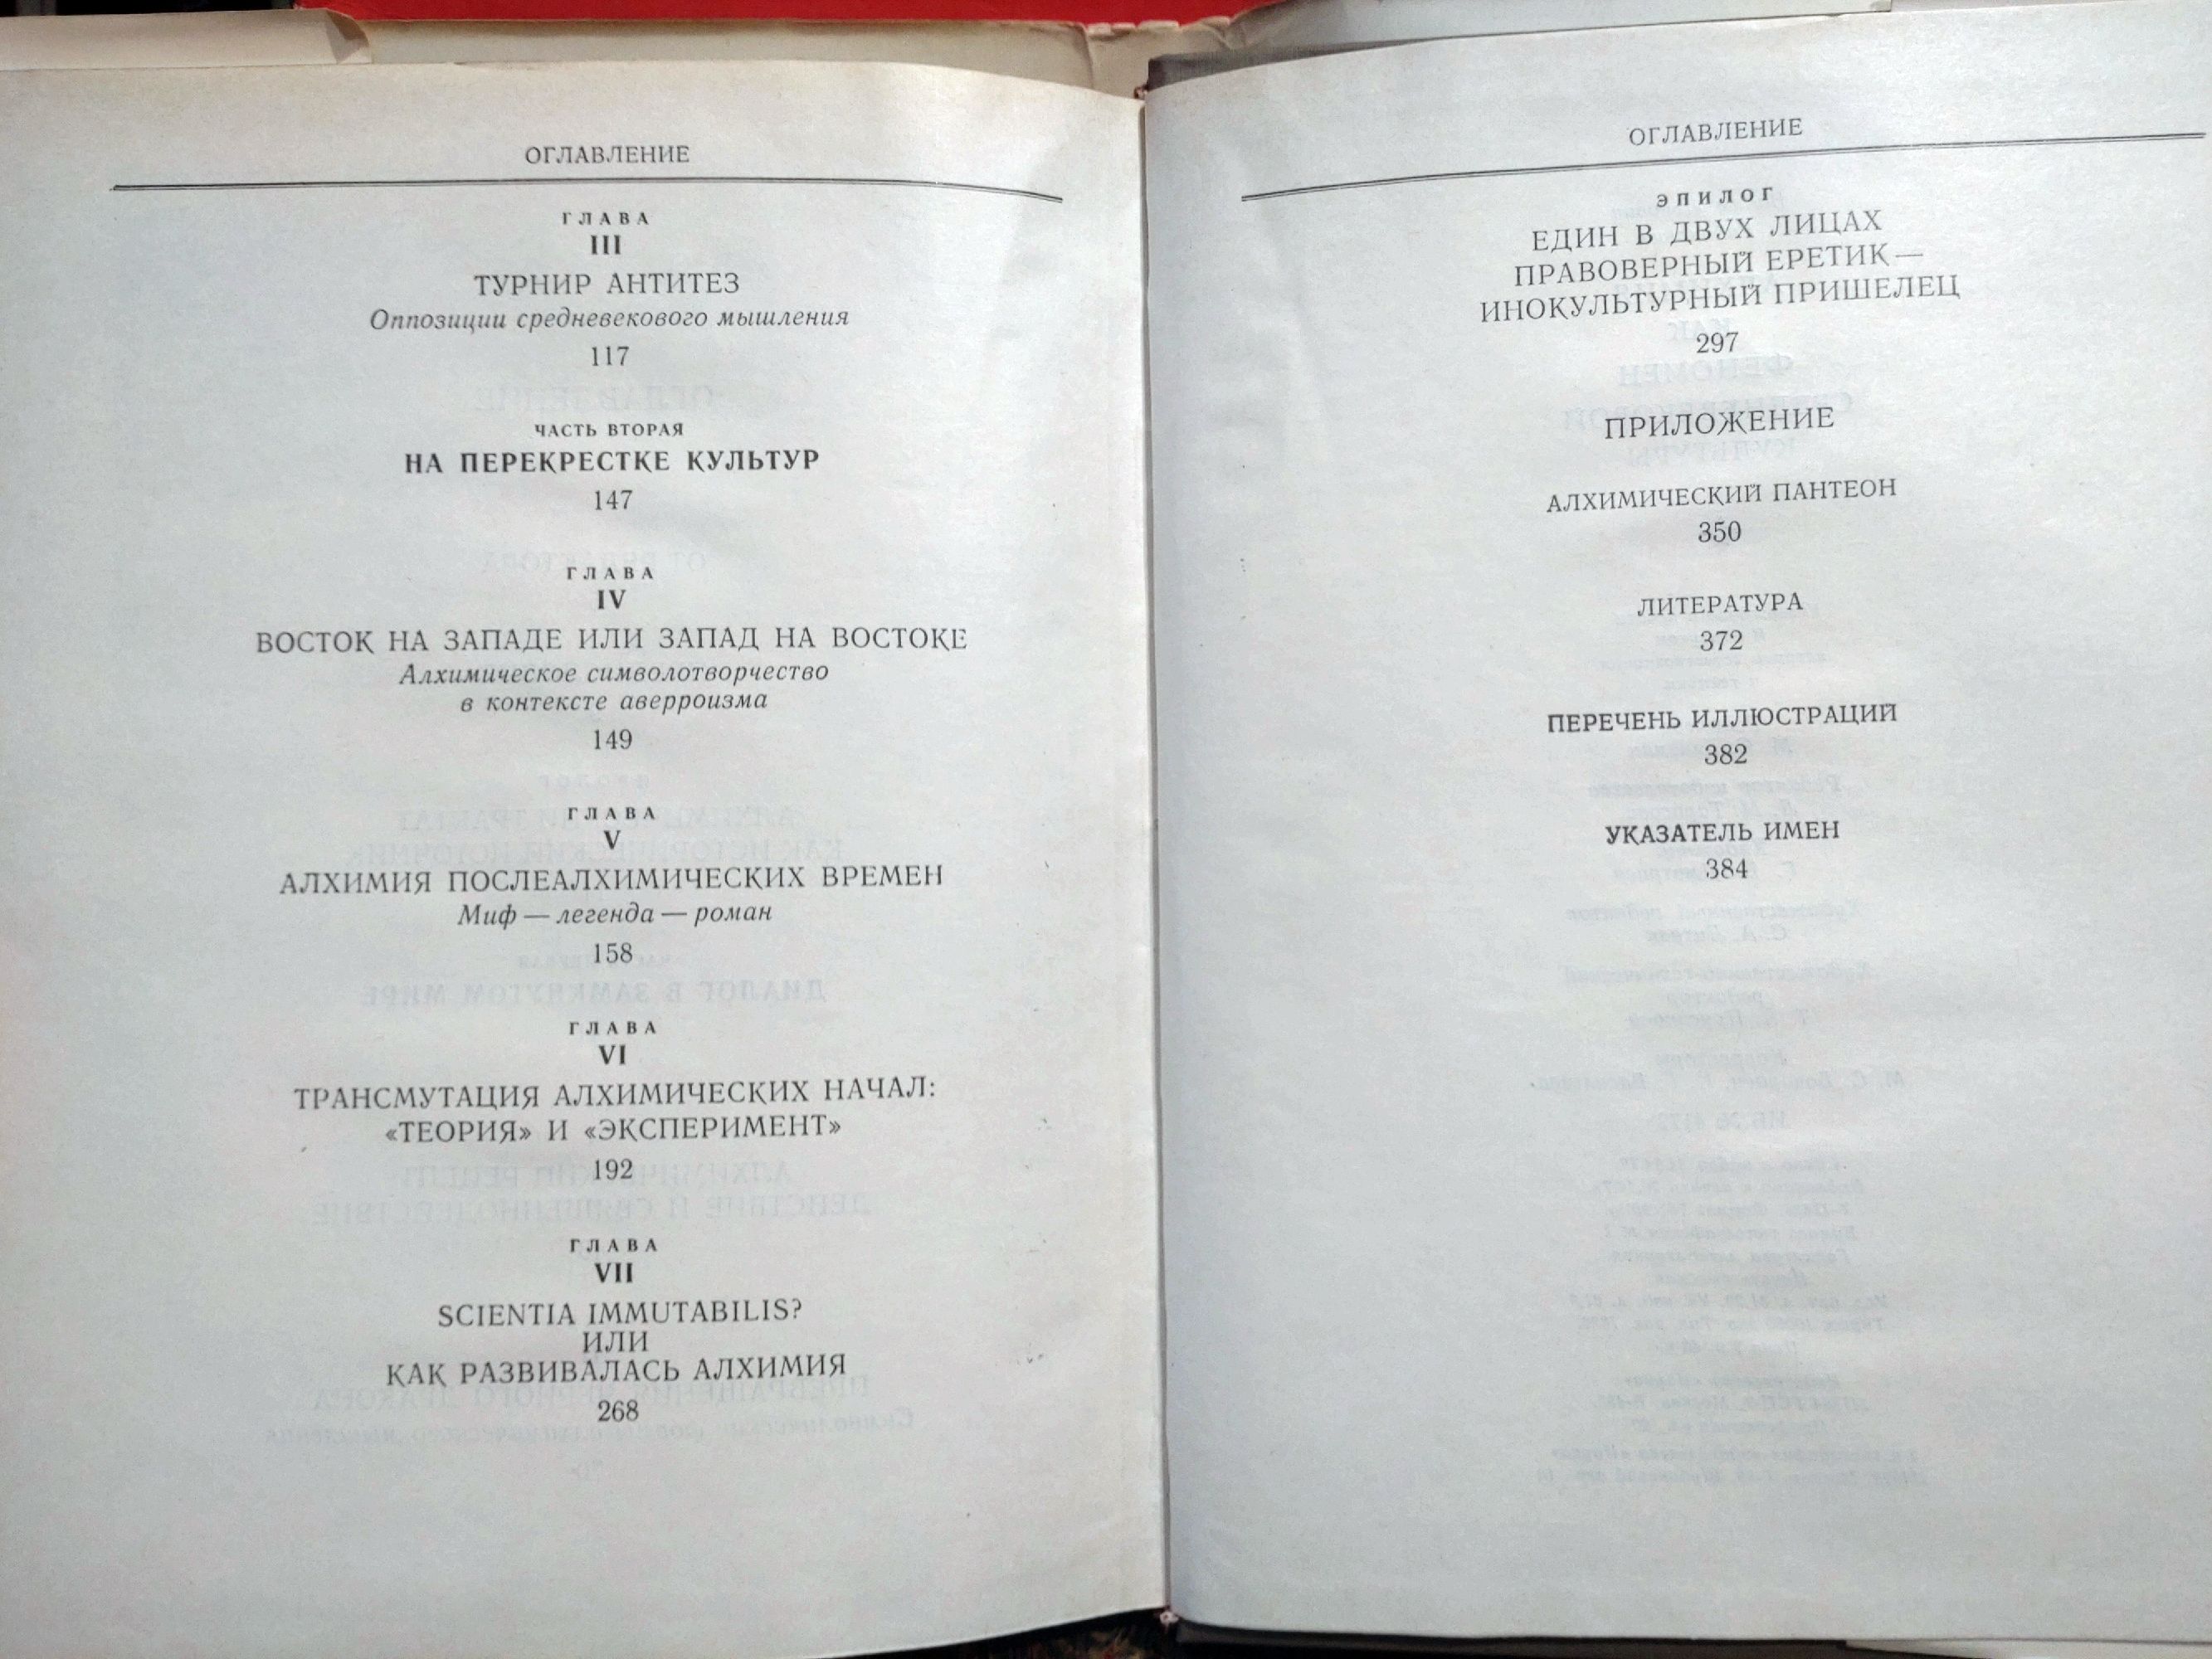 ОГЛАВЛЕНИЕ
ГЛАВА
III
ТУРНИР АНТИТЕЗ
Оппозиции средневекового мышления
117
ЧАСТЬ ВТОРАЯ
НА ПЕРЕКРЕСТКЕ КУЛЬТУР
147
ГЛАВА
IV
ВОСТОК НА ЗАПАДЕ ИЛИ ЗАПАД НА ВОСТОКЕ
Алхимическое символотворчество
в контексте аверроизма
149
ГЛАВА
V
АЛХИМИЯ ПОСЛЕАЛХИМИЧЕСКИХ ВРЕМЕН
Миф — легенда — роман
158
ГЛАВА
VI
ТРАНСМУТАЦИЯ АЛХИМИЧЕСКИХ НАЧАЛ:
«ТЕОРИЯ» И «ЭКСПЕРИМЕНТ»
192
ГЛАВА
VII
SCIENTIA IMMUTABILIS?
ИЛИ
КАК РАЗВИВАЛАСЬ АЛХИМИЯ
268
ОГЛАВЛЕНИЕ
ЭПИЛОГ
ЕДИН В ДВУХ ЛИЦАХ
ПРАВОВЕРНЫЙ ЕРЕТИК —
ИНОКУЛЬТУРНЫЙ ПРИШЕЛЕЦ
297
ПРИЛОЖЕНИЕ
АЛХИМИЧЕСКИЙ ПАНТЕОН
350
ЛИТЕРАТУРА
372
ПЕРЕЧЕНЬ ИЛЛЮСТРАЦИЙ
382
УКАЗАТЕЛЬ ИМЕН
384